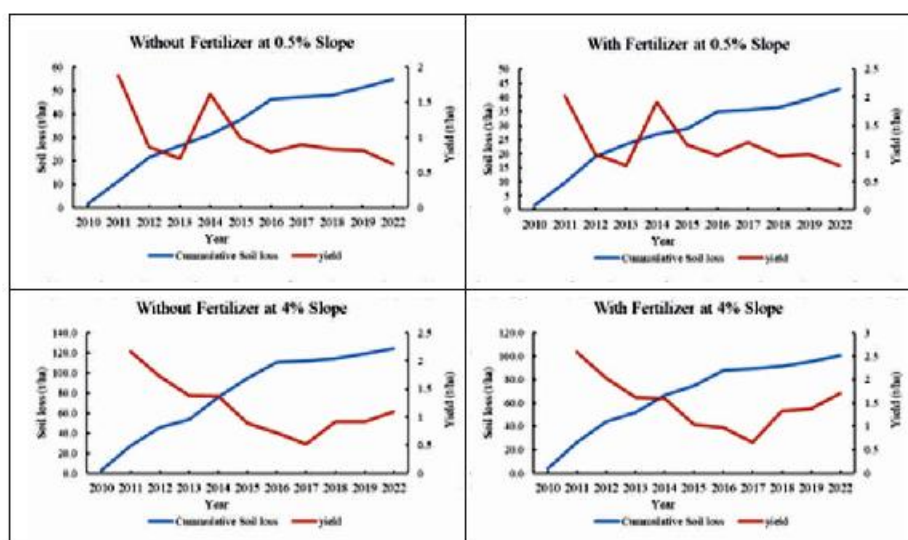 Without Fertilizer at 0.5% Slope
60
50
40
30
20
10
0
2
1.5
1
0.5
0
Soil loss (t/ha)
Yield (t/ha)
2010 2011 2012 2013 2014 2015 2016 2017 2018 2019 2022
Year
Cummulative Soil loss yield
With Fertilizer at 0.5% Slope
50
45
40
35
30
25
20
15
10
5
0
2.5
2
1.5
1
0.5
0
Soil loss (t/ha)
Yield (t/ha)
2010 2011 2012 2013 2014 2015 2016 2017 2018 2019 2022
Year
Cummulative Soil loss yield
Without Fertilizer at 4% Slope
140.0
120.0
100.0
80.0
60.0
40.0
20.0
0.0
2.5
2
1.5
1
0.5
0
Soil loss (t/ha)
Yield (t/ha)
2010 2011 2012 2013 2014 2015 2016 2017 2018 2019 2022
Year
Cummulative Soil loss yield
With Fertilizer at 4% Slope
120.0
100.0
80.0
60.0
40.0
20.0
0.0
3
2.5
2
1.5
1
0.5
0
Soil loss (t/ha)
Yield (t/ha)
2010 2011 2012 2013 2014 2015 2016 2017 2018 2019 2022
Year
Cummulative Soil loss yield